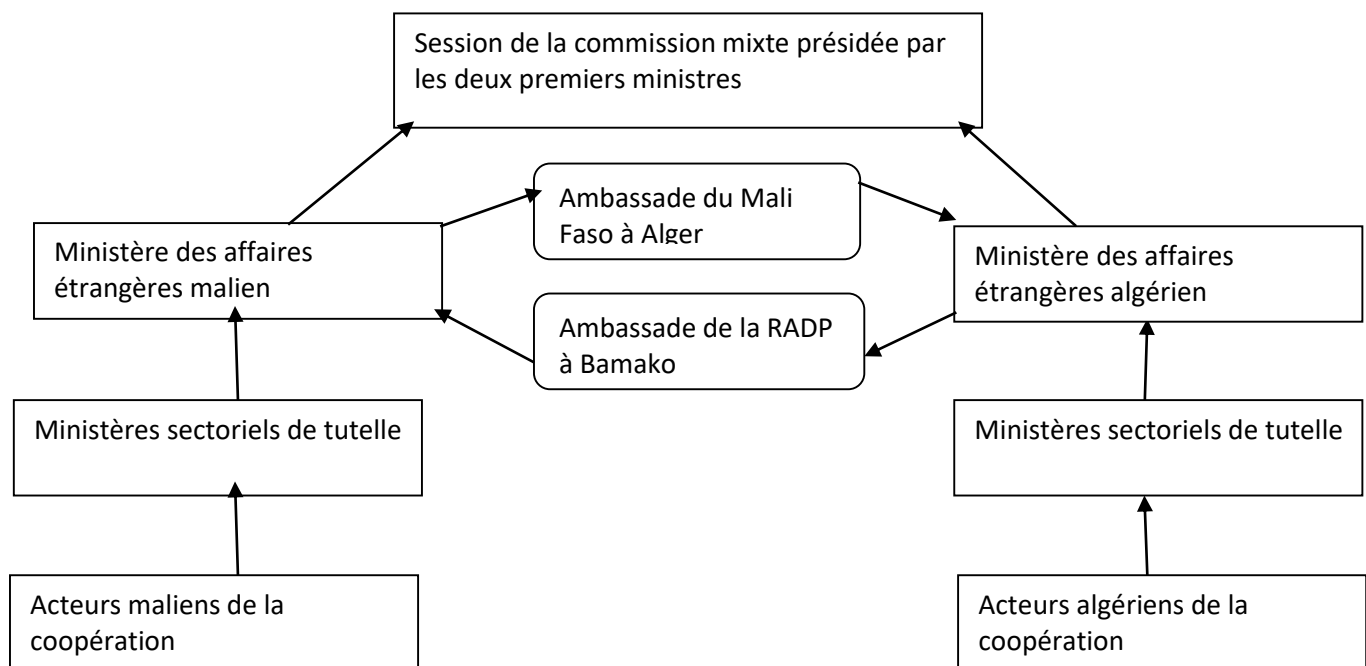 Session de la commission mixte présidée par
les deux premiers ministres
Ambassade du Mali
Faso à Alger
Ministère des affaires
étrangères malien
Ministère des affaires
étrangères algérien
Ambassade de la RADP
à Bamako
Ministères sectoriels de tutelle
Ministères sectoriels de tutelle
Acteurs maliens de la
coopération
Acteurs algériens de la
coopération